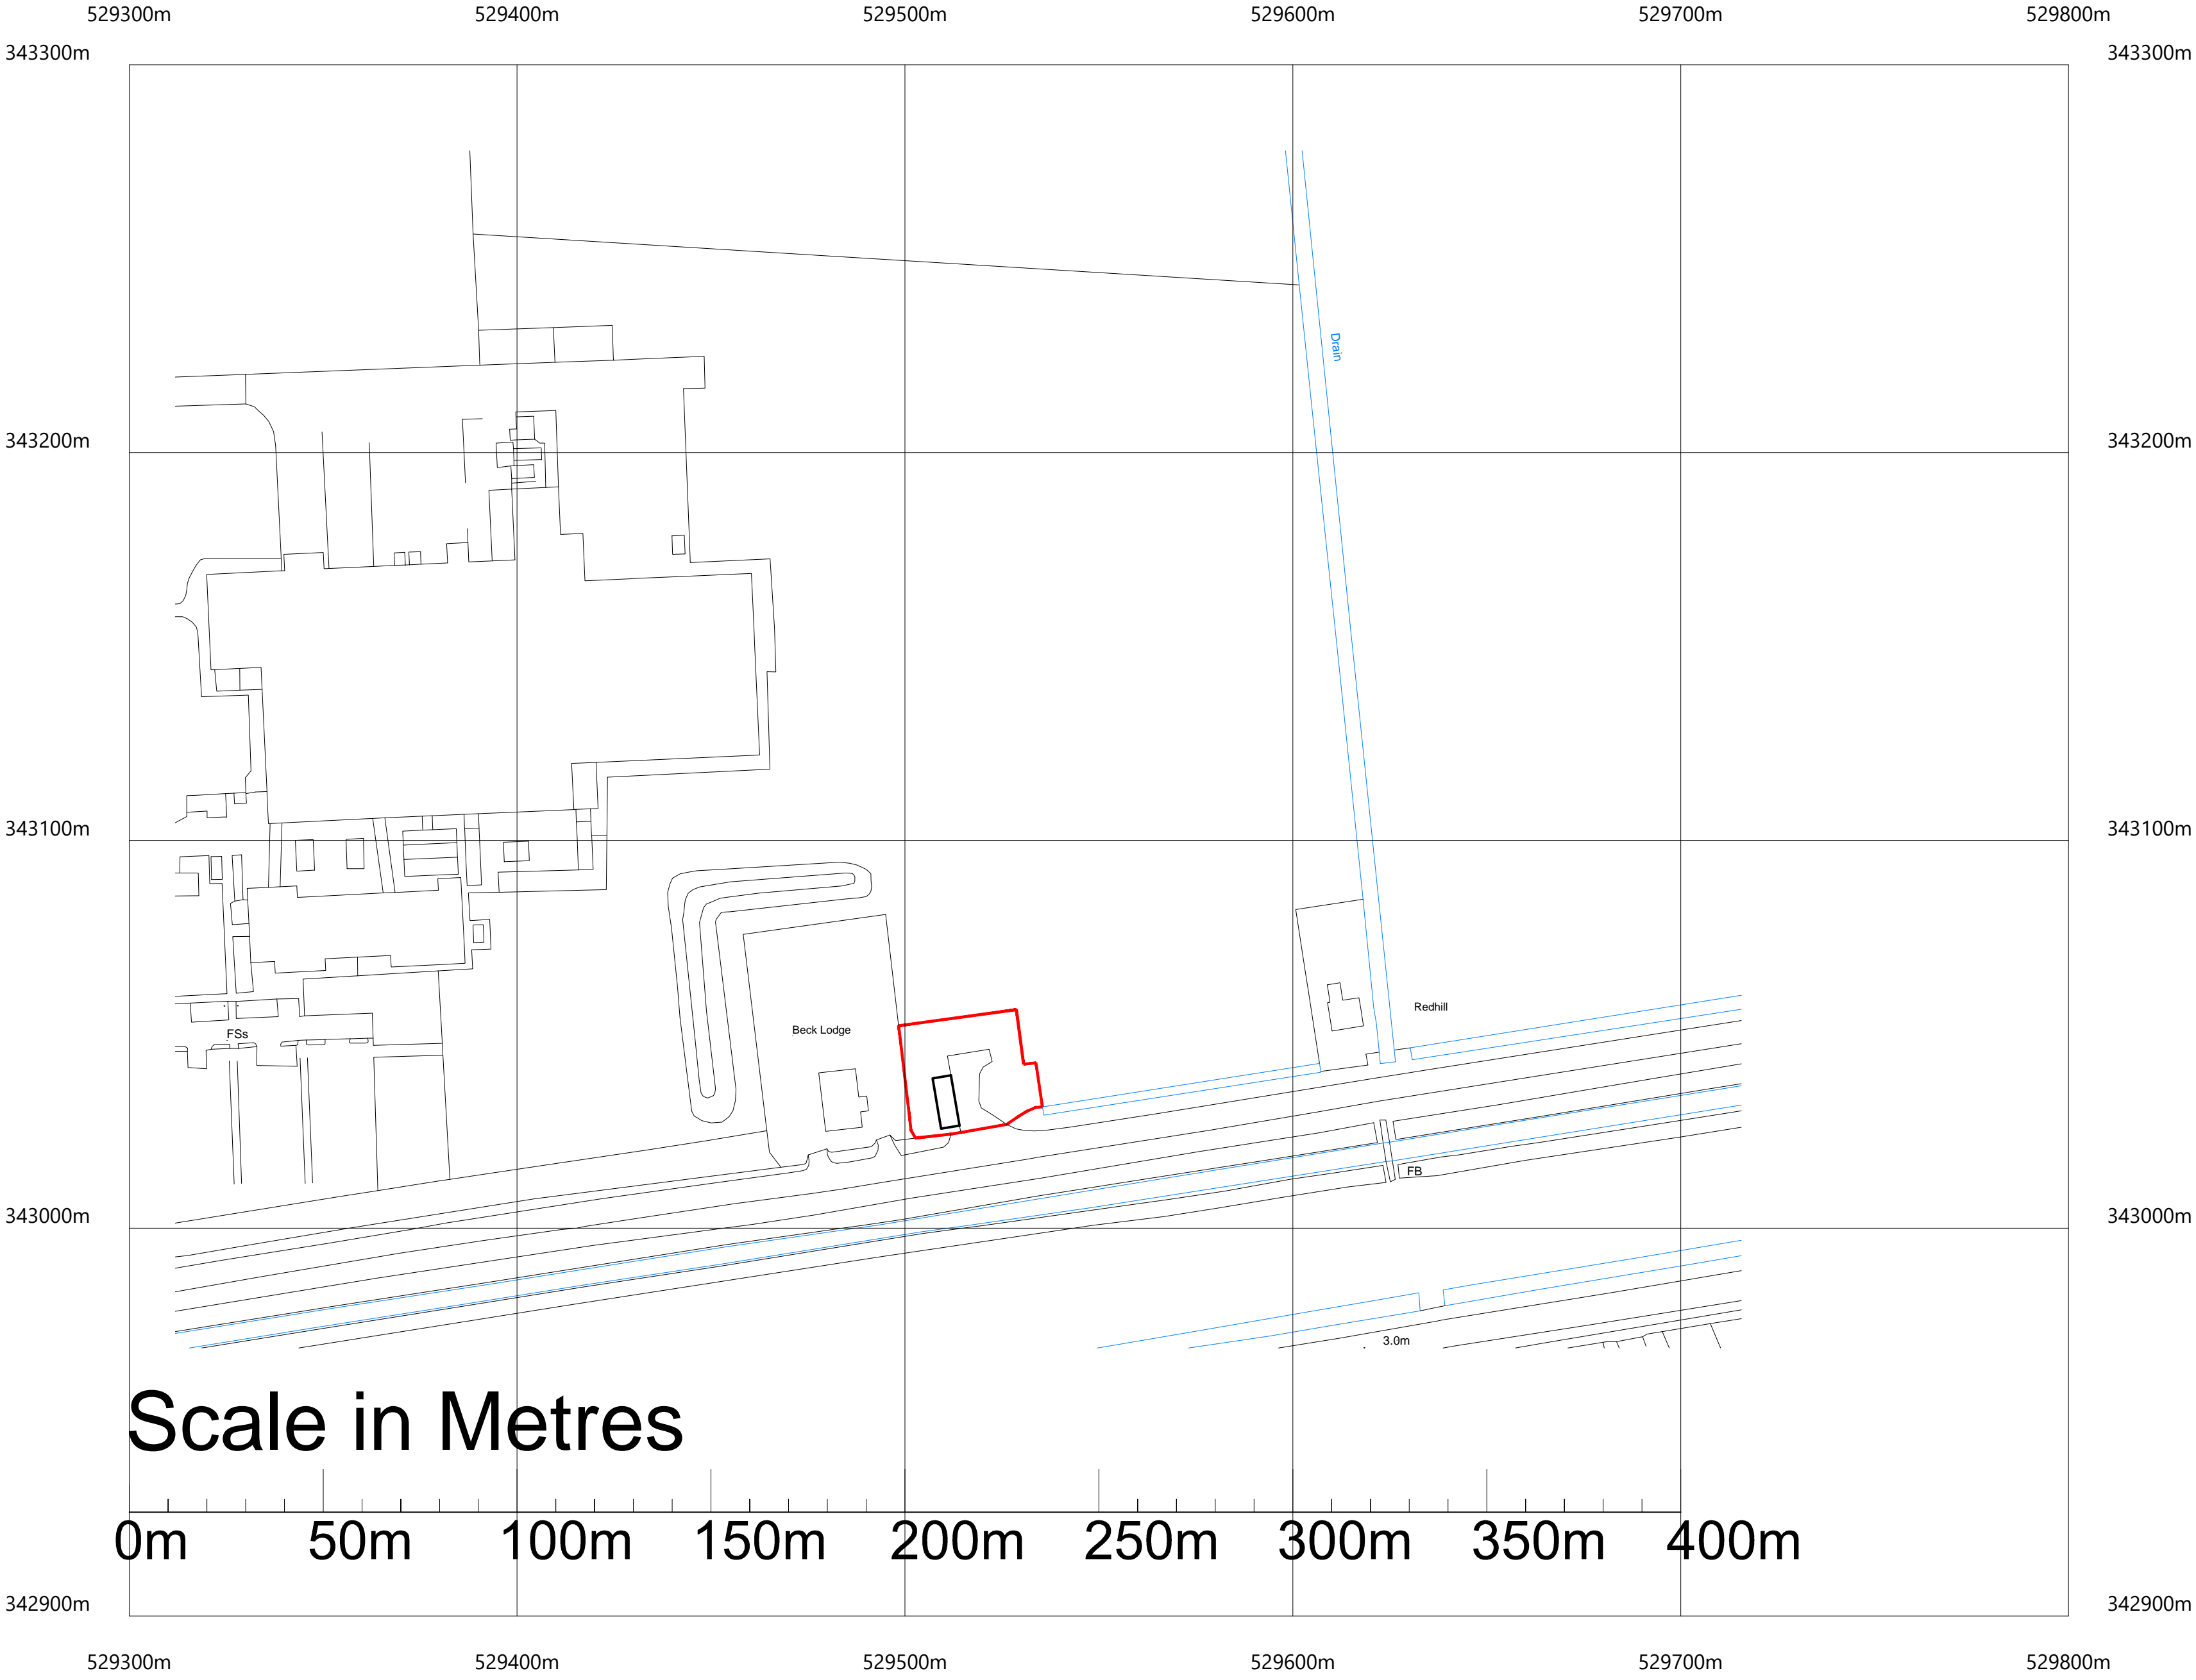 529300m 529400m 529500m 529600m 529700m 529800m
343300m 343300m
Drain
343200m 343200m
343100m 343100m
Redhill
Beck Lodge
FSs
FB
343000m 343000m
3.0m
Scale in Metres
0m 50m 100m 150m 200m 250m 300m 350m 400m
342900m 342900m
529300m 529400m 529500m 529600m 529700m 529800m